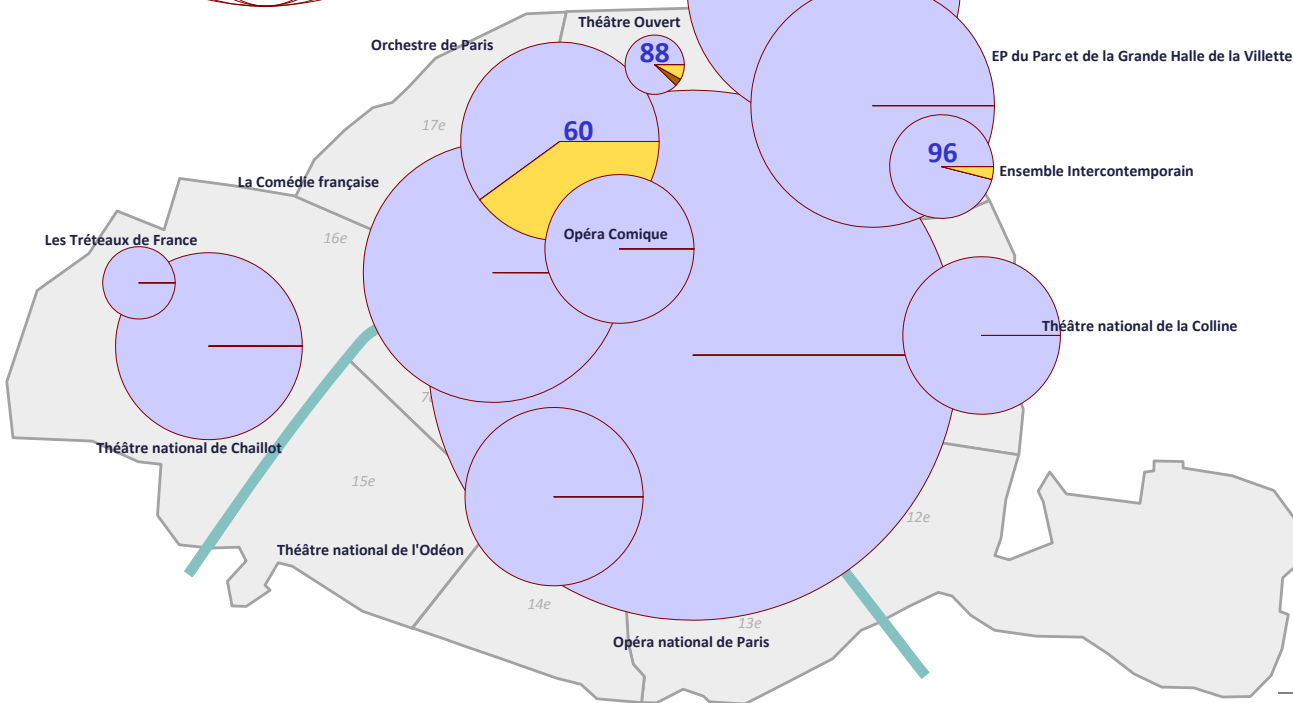 Théâtre Ouvert
Orchestre de Paris
88
EP du Parc et de la Grande Halle de la Villette
17e
60
96
Ensemble Intercontemporain
La Comédie française
Opéra Comique
16e
Les Tréteaux de France
Théâtre national de la Colline
Théâtre national de Chaillot
15e
12e
Théâtre national de l'Odéon
14e
13e
Opéra national de Paris